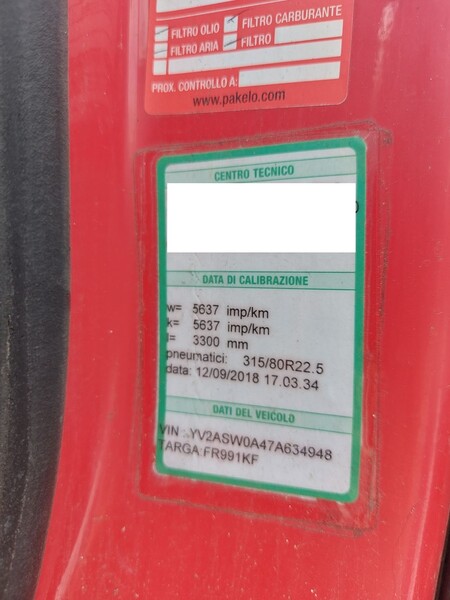 FILTRO OLIO FILTRO CARBURANTE
FILTRO ARIA FILTRO
PROX. CONTROLLO A:
www.pakelo.com
CENTRO TECNICO
DATA DI CALIBRAZIONE
w= 5637 imp/km
k= 5637 imp/km
l= 3300 mm
pneumatici: 315/80R22.5
data: 12/09/2018 17.03.34
DATI DEL VEICOLO
VIN :YV2ASW0A47A634948
TARGA:FR991KF